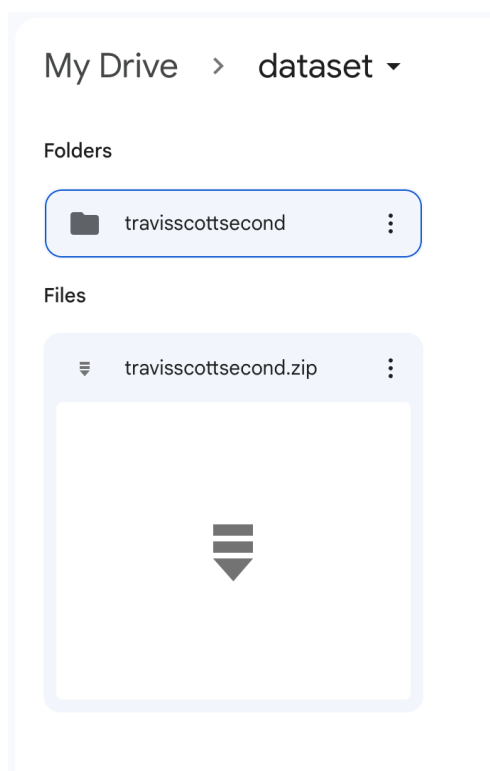 My Drive > dataset
Folders
travisscottsecond
Files
travisscottsecond.zip